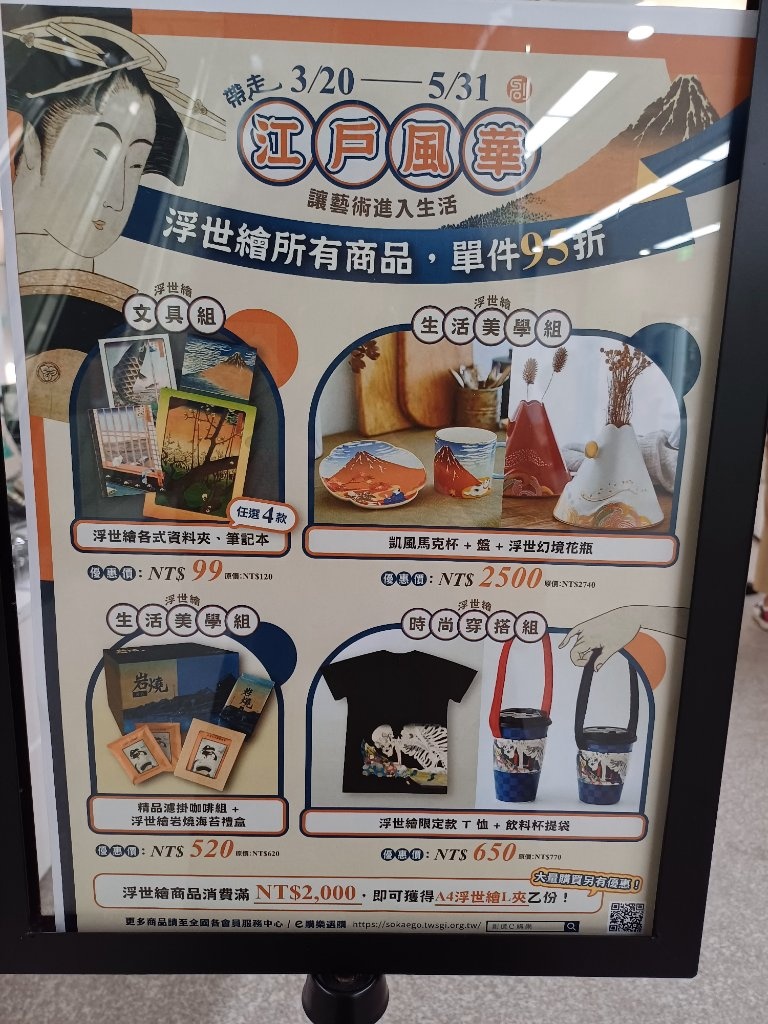 帶走 3/20——5/31
江戶風華
讓藝術進入生活
浮世繪所有商品，單件95折
浮世繪
文具組
任選4款
浮世繪各式資料夾、筆記本
優惠價：NT$ 99 原價:NT$120
浮世繪
生活美學組
凱風馬克杯 + 盤 + 浮世幻境花瓶
優惠價：NT$ 2500 原價:NT$2740
浮世繪
生活美學組
岩燒
岩燒
精品濾掛咖啡組 +
浮世繪岩燒海苔禮盒
優惠價：NT$ 520 原價:NT$620
浮世繪
時尚穿搭組
浮世繪限定款 T 恤 + 飲料杯提袋
優惠價：NT$ 650 原價:NT$770
大量購買另有優惠！
浮世繪商品消費滿 NT$2,000，即可獲得A4浮世繪L夾乙份！
更多商品請至全國各會員服務中心 / e購樂選購 https://sokaego.twsgi.org.tw/